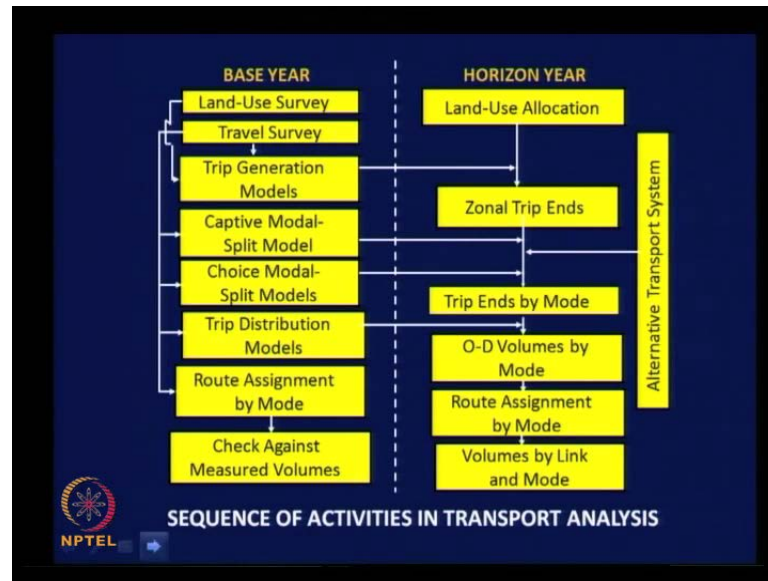 BASE YEAR
Land-Use Survey
Travel Survey
Trip Generation
Models
Captive Modal-
Split Model
Choice Modal-
Split Models
Trip Distribution
Models
Route Assignment
by Mode
Check Against
Measured Volumes
HORIZON YEAR
Land-Use Allocation
Zonal Trip Ends
Trip Ends by Mode
O-D Volumes by
Mode
Route Assignment
by Mode
Volumes by Link
and Mode
Alternative Transport System
SEQUENCE OF ACTIVITIES IN TRANSPORT ANALYSIS
NPTEL